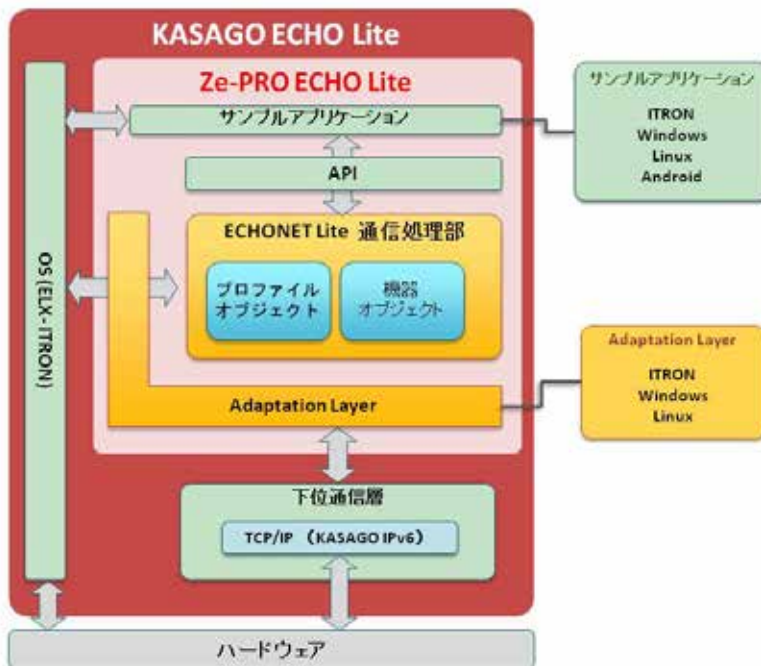 KASAGO ECHO Lite
Ze-PRO ECHO Lite
サンプルアプリケーション
API
ECHONET Lite 通信処理部
プロファイル
オブジェクト
機器
オブジェクト
OS (ELX - ITRON)
Adaptation Layer
下位通信層
TCP/IP (KASAGO IPv6)
ハードウェア
サンプルアプリケーション
ITRON
Windows
Linux
Android
Adaptation Layer
ITRON
Windows
Linux